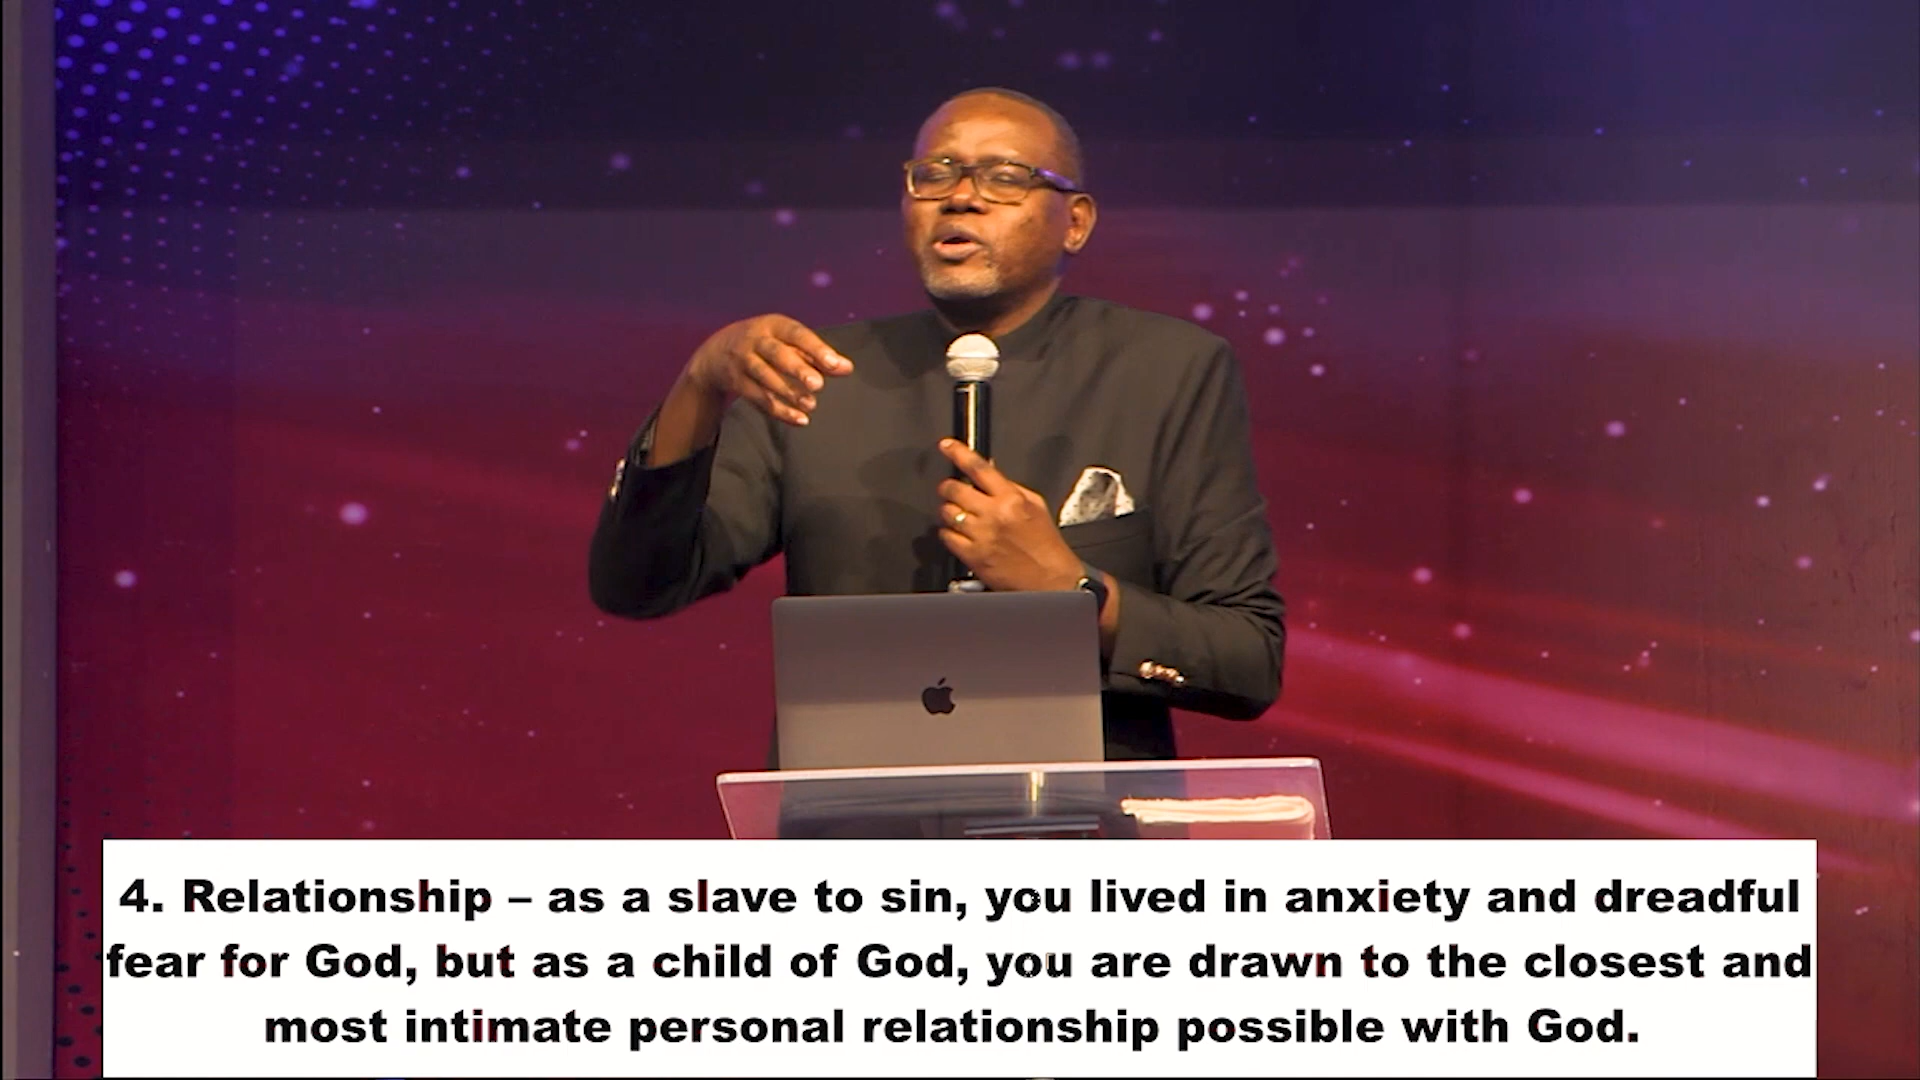 4. Relationship – as a slave to sin, you lived in anxiety and dreadful
fear for God, but as a child of God, you are drawn to the closest and
most intimate personal relationship possible with God.